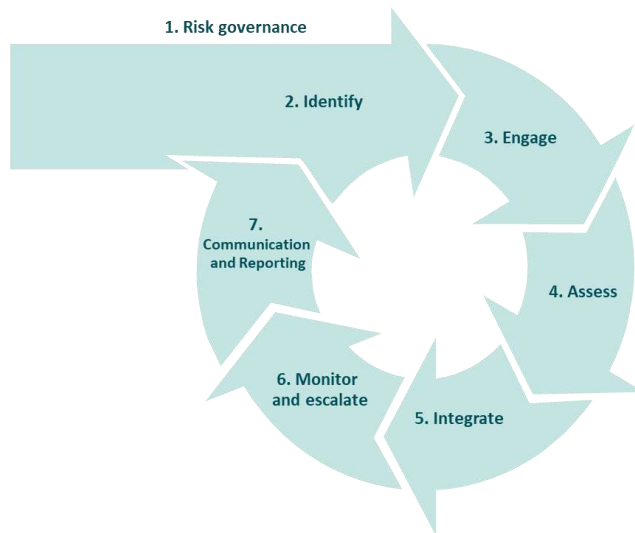 1. Risk governance
2. Identify
3. Engage
4. Assess
5. Integrate
6. Monitor
and escalate
7.
Communication
and Reporting